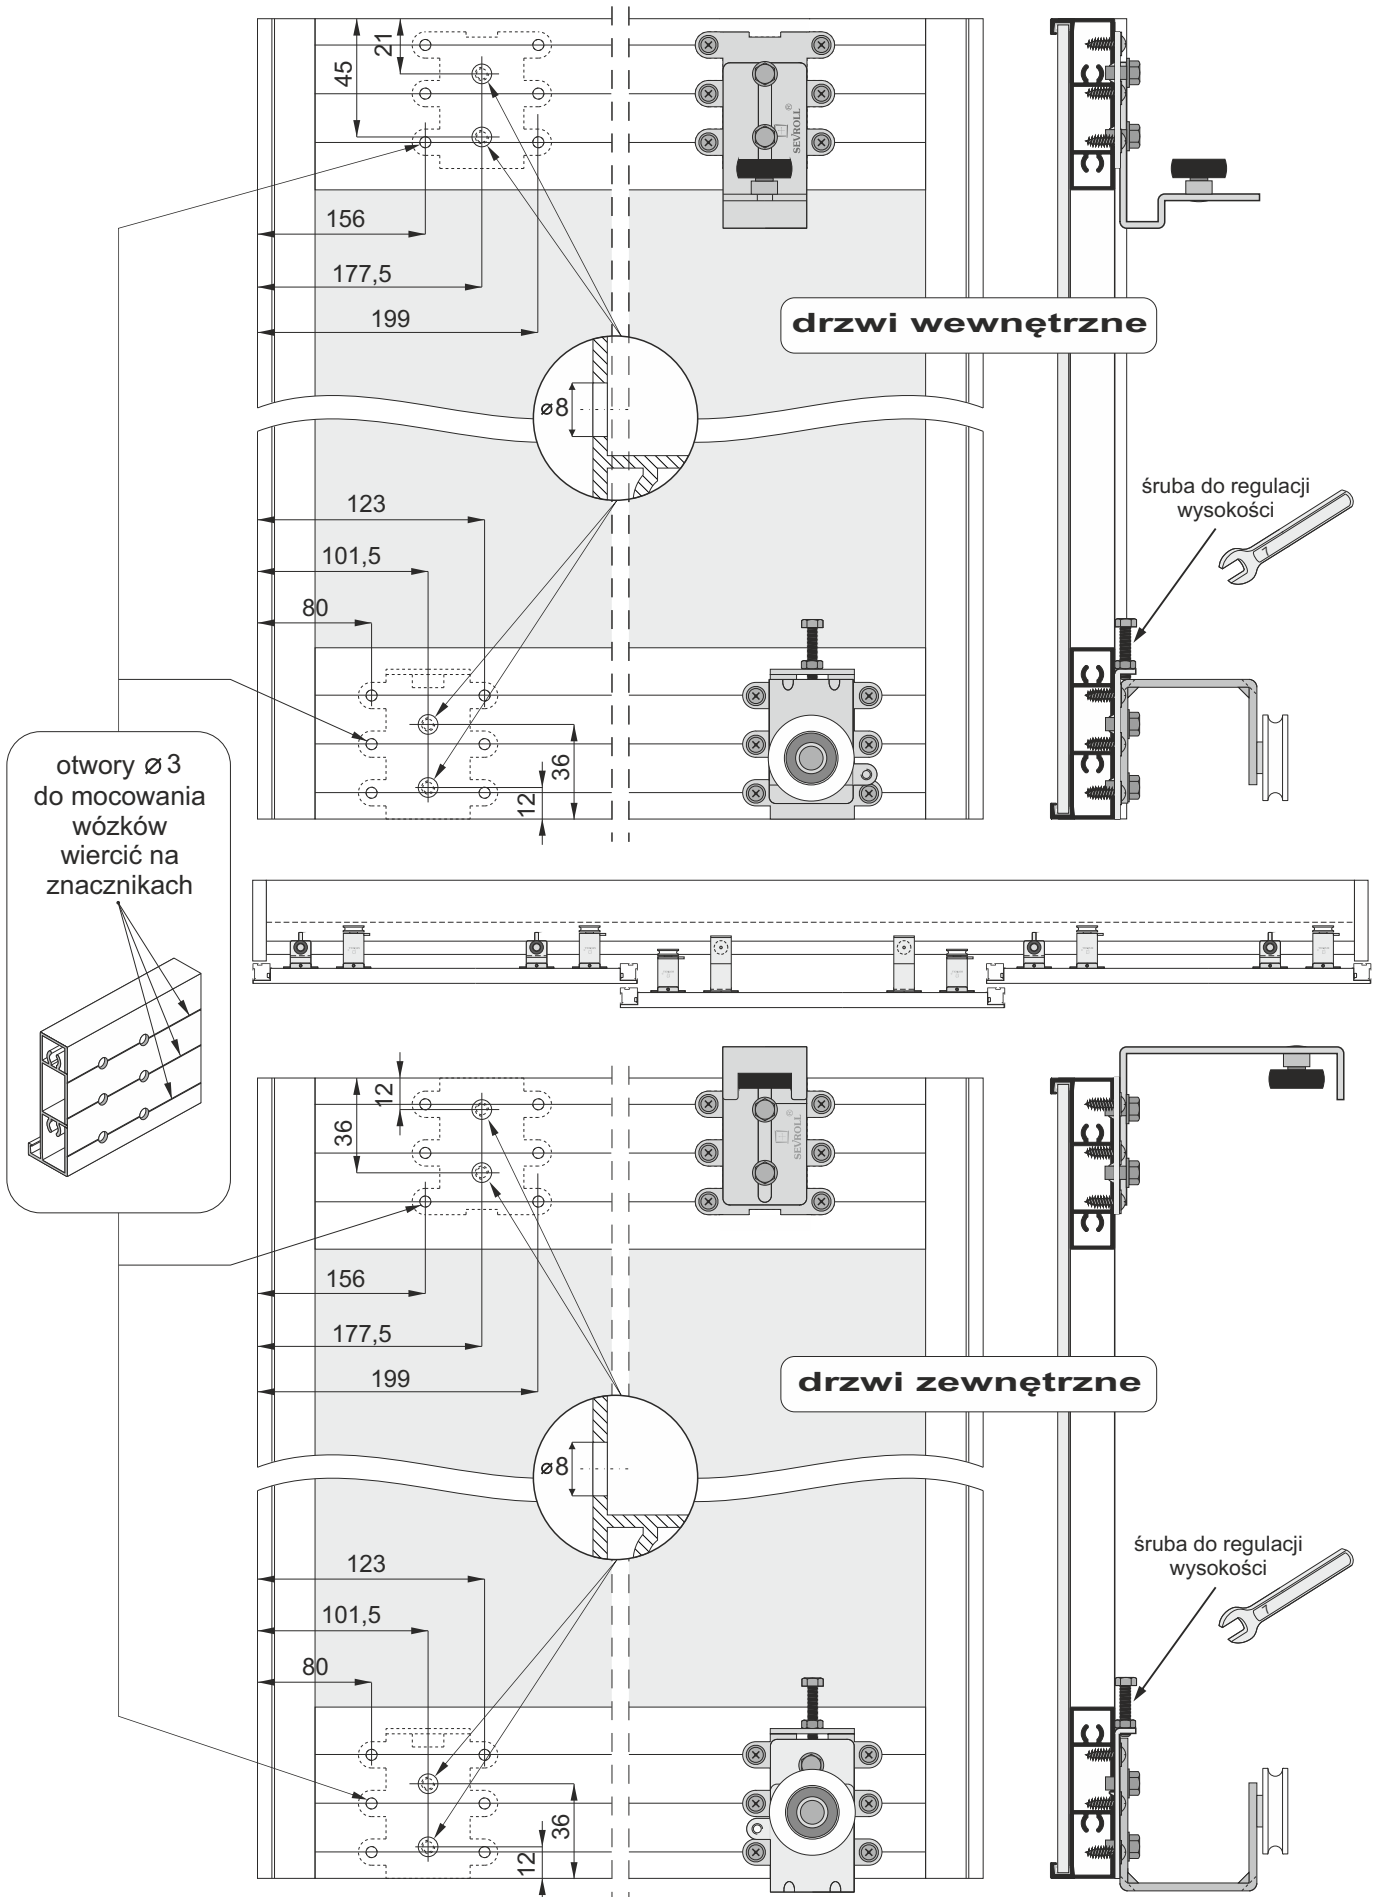 21
45
SEVROLL
®
156
177,5
199
drzwi wewnętrzne
ø8
123
101,5
80
śruba do regulacji
wysokości
7
36
12
otwory ø 3
do mocowania
wózków
wiercić na
znacznikach
12
36
SEVROLL
®
156
177,5
199
drzwi zewnętrzne
ø8
123
101,5
80
śruba do regulacji
wysokości
7
36
12